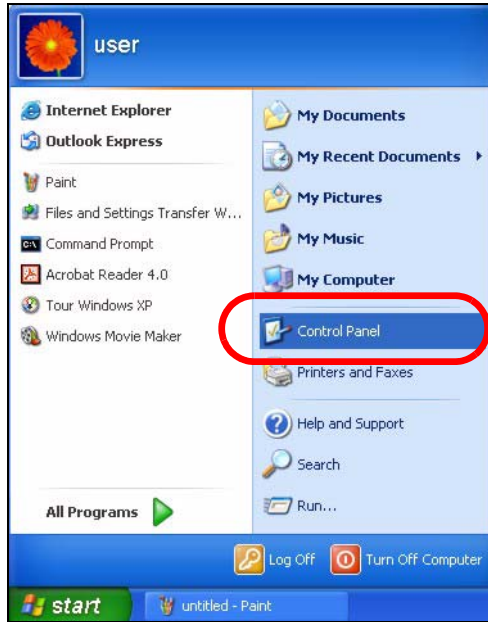 user
Internet Explorer
Outlook Express
Paint
Files and Settings Transfer W...
Command Prompt
Acrobat Reader 4.0
Tour Windows XP
Windows Movie Maker
All Programs
My Documents
My Recent Documents
My Pictures
My Music
My Computer
Control Panel
Printers and Faxes
Help and Support
Search
Run...
Log Off
Turn Off Computer
start
untitled - Paint